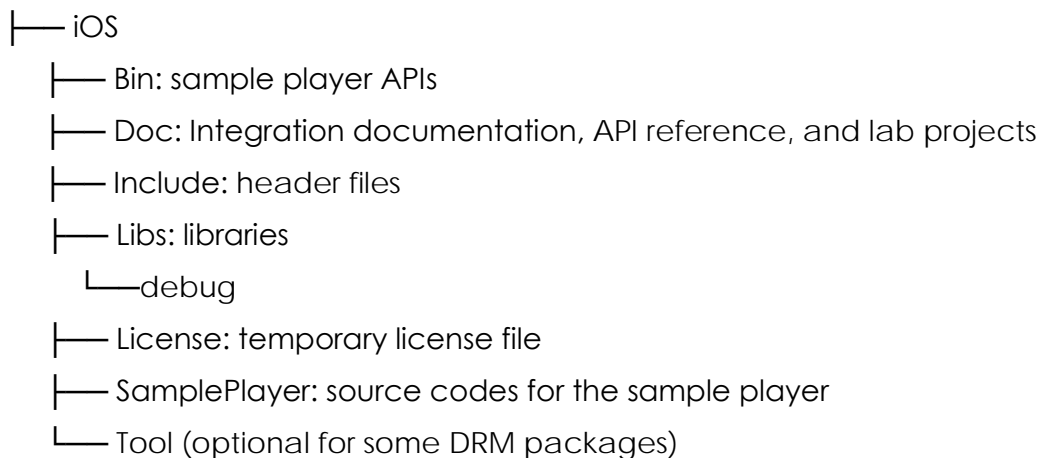 ├── iOS
├── Bin: sample player APIs
├── Doc: Integration documentation, API reference, and lab projects
├── Include: header files
├── Libs: libraries
└──debug
├── License: temporary license file
├── SamplePlayer: source codes for the sample player
└── Tool (optional for some DRM packages)